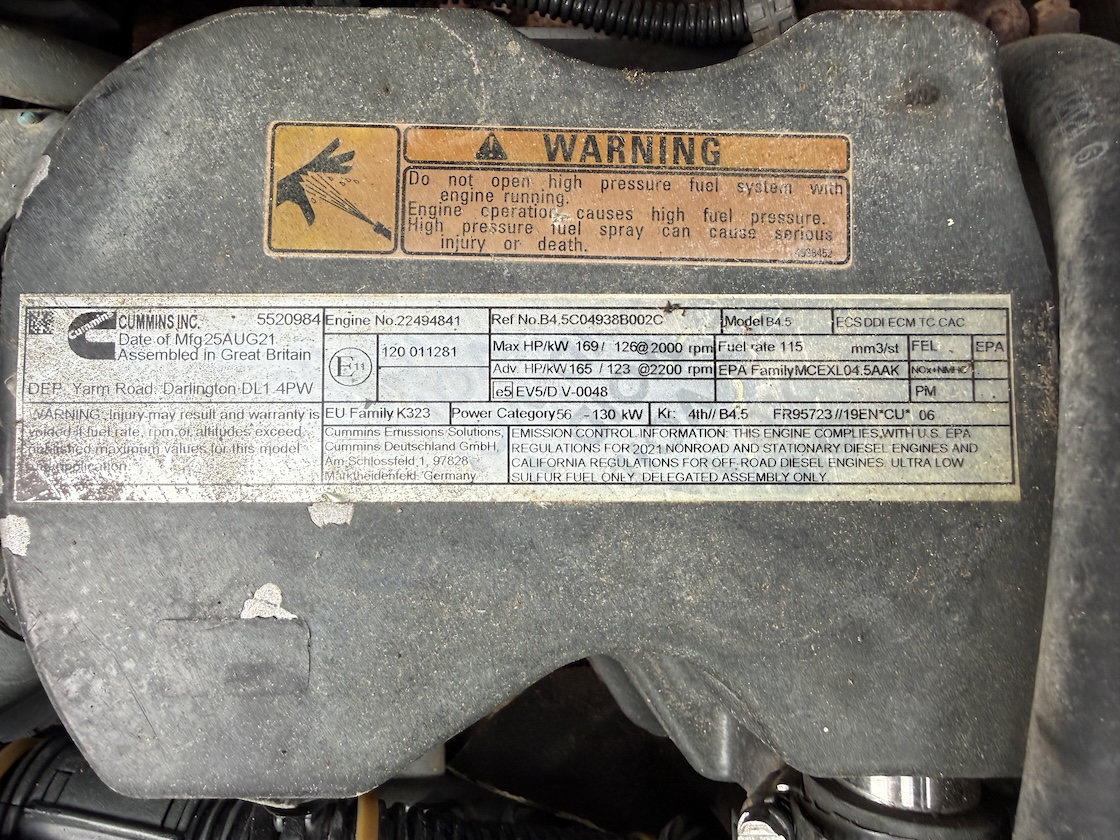 WARNING
Do not open high pressure fuel system with
engine running.
Engine operation causes high fuel pressure.
High pressure fuel spray can cause serious
injury or death.
Cummins
CUMMINS INC. 5520984
Date of Mfg 25AUG21
Assembled in Great Britain
DEP. Yarm Road. Darlington DL1.4PW
WARNING: Injury may result and warranty is
voided if fuel rate, rpm or altitudes exceed
published maximum values for this model
application.
Engine No. 22494841
E 11
120 011281
Ref No. B4.5C04938B002C
Model B4.5
ECS DDI ECM TC CAC
Max HP/kW 169 / 126 @ 2000 rpm
Fuel rate 115 mm3/st
FEL EPA
Adv. HP/kW 165 / 123 @ 2200 rpm
EPA Family MCEXL04.5AAK
NOx+NMHC
e5 EV5/D V-0048
PM
EU Family K323
Power Category 56 - 130 kW
Kr: 4th// B4.5 FR95723 //19EN*CU* 06
Cummins Emissions Solutions,
Cummins Deutschland GmbH,
Am Schlossfeld 1, 97828
Marktheidenfeld. Germany
EMISSION CONTROL INFORMATION: THIS ENGINE COMPLIES WITH U.S. EPA
REGULATIONS FOR 2021 NONROAD AND STATIONARY DIESEL ENGINES AND
CALIFORNIA REGULATIONS FOR OFF-ROAD DIESEL ENGINES. ULTRA LOW
SULFUR FUEL ONLY. DELEGATED ASSEMBLY ONLY